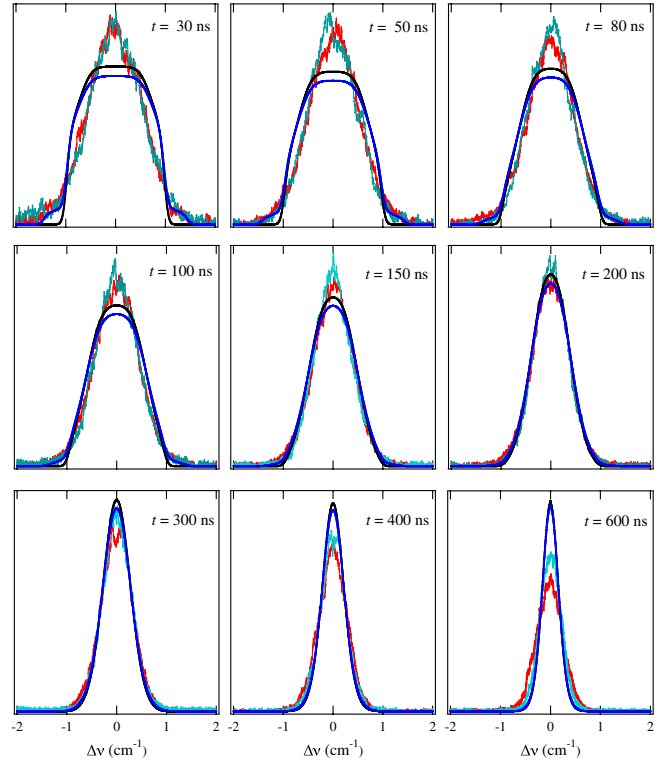 t = 30 ns
t = 50 ns
t = 80 ns
t = 100 ns
t = 150 ns
t = 200 ns
t = 300 ns
t = 400 ns
t = 600 ns
-2 -1 0 1 2
-2 -1 0 1 2
-2 -1 0 1 2
Δν (cm⁻¹)
Δν (cm⁻¹)
Δν (cm⁻¹)